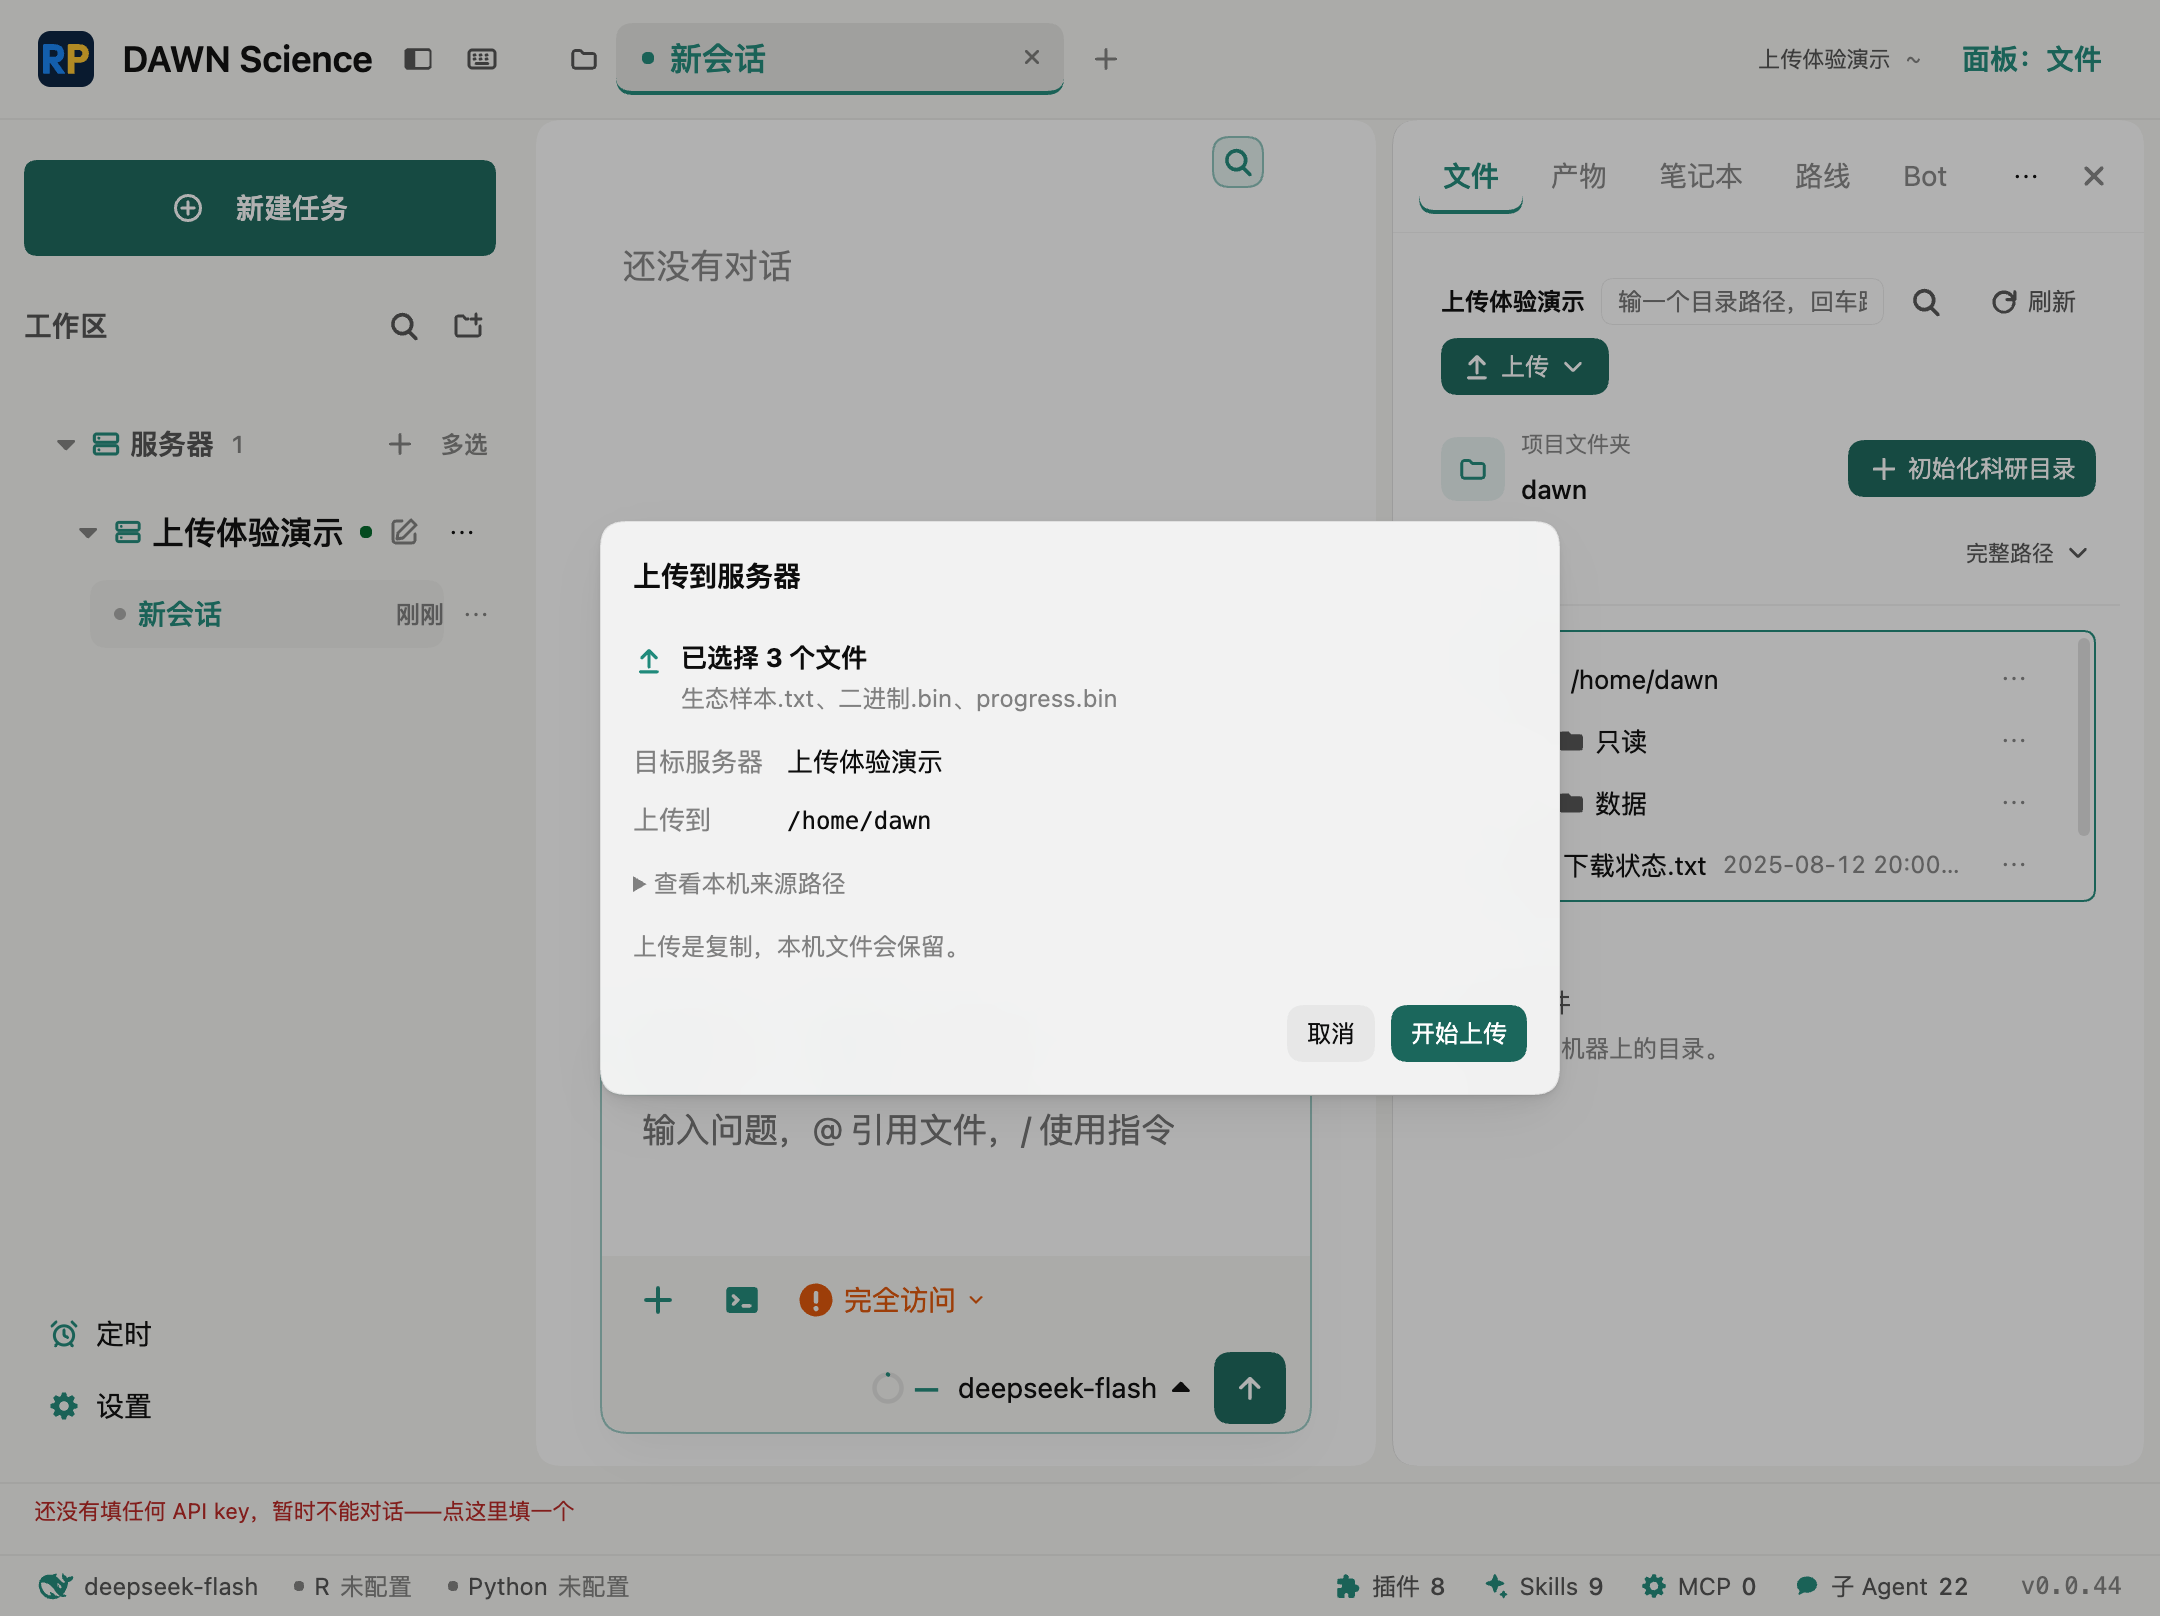 RP DAWN Science
新会话
上传体验演示 ~
面板：文件
新建任务
工作区
服务器 1 多选
上传体验演示
新会话 刚刚
定时
设置
还没有对话
文件 产物 笔记本 路线 Bot
上传体验演示 输一个目录路径，回车 刷新
上传
项目文件夹
dawn
初始化科研目录
完整路径
/home/dawn
只读
数据
下载状态.txt 2025-08-12 20:00...
件
机器上的目录。
上传到服务器
已选择 3 个文件
生态样本.txt、二进制.bin、progress.bin
目标服务器 上传体验演示
上传到 /home/dawn
查看本机来源路径
上传是复制，本机文件会保留。
取消 开始上传
输入问题，@ 引用文件，/ 使用指令
完全访问
deepseek-flash
还没有填任何 API key，暂时不能对话——点这里填一个
deepseek-flash R 未配置 Python 未配置
插件 8 Skills 9 MCP 0 子 Agent 22 v0.0.44